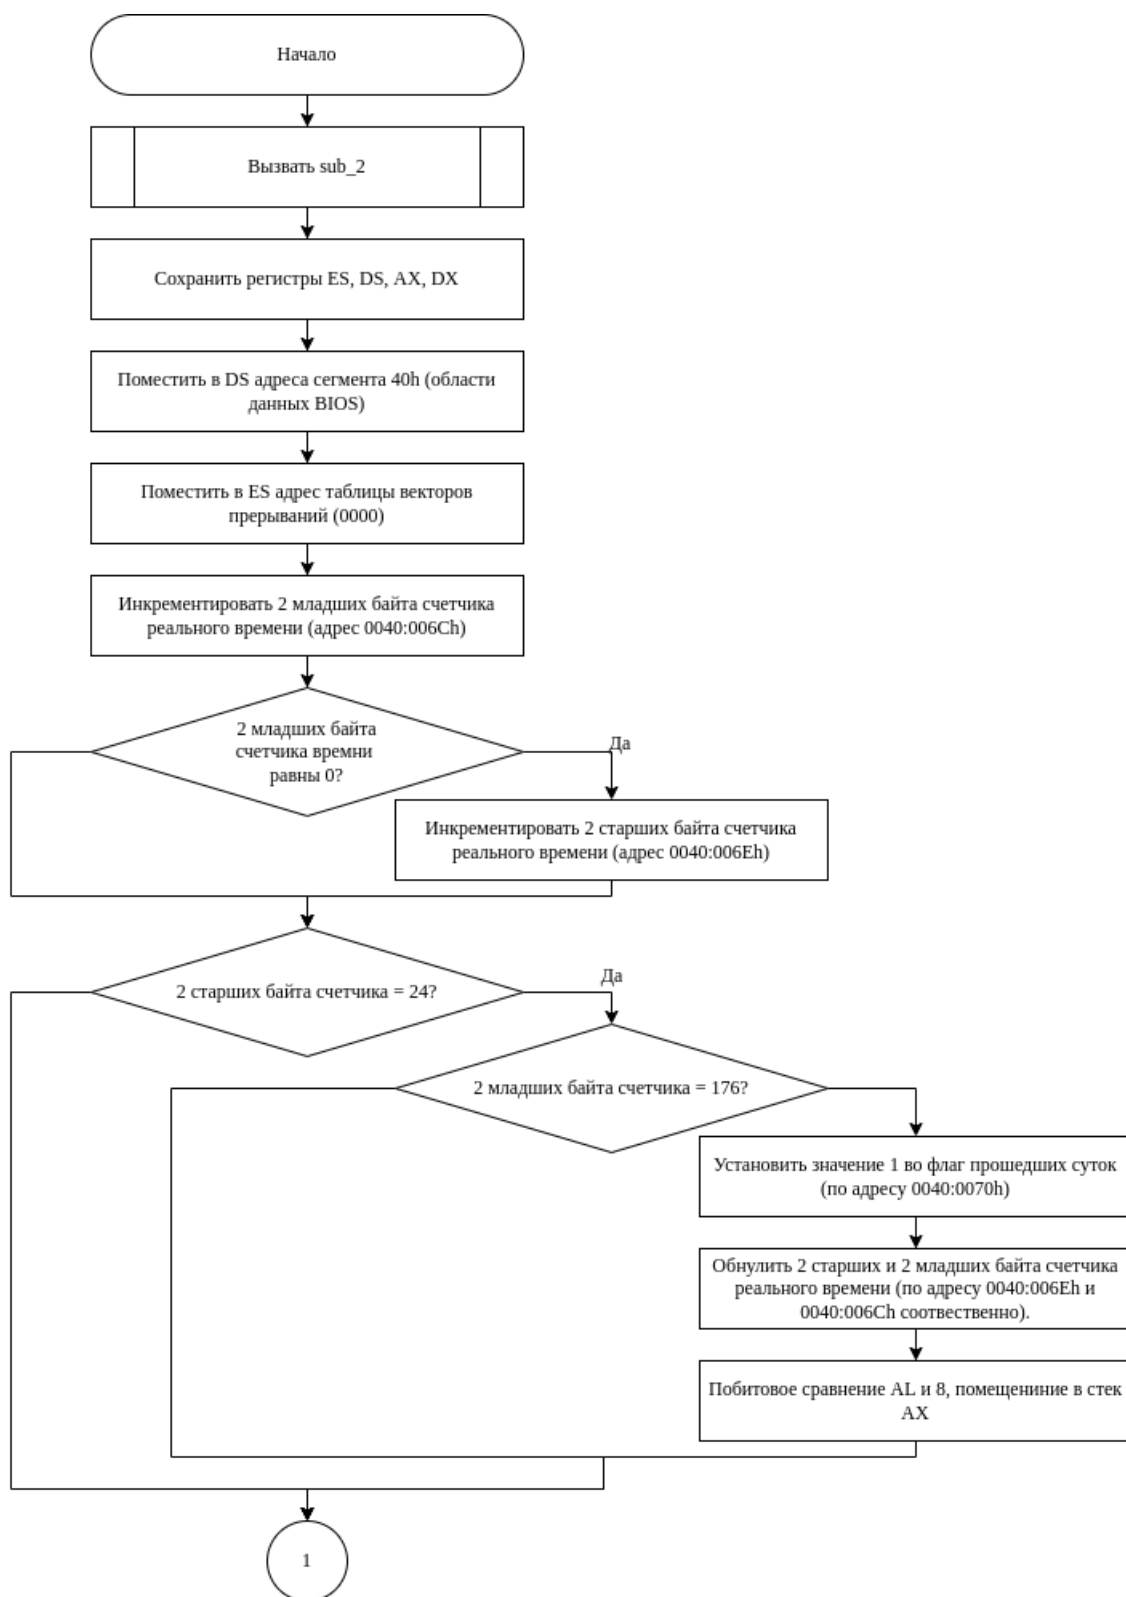 Начало
Вызвать sub_2
Сохранить регистры ES, DS, AX, DX
Поместить в DS адреса сегмента 40h (области
данных BIOS)
Поместить в ES адрес таблицы векторов
прерываний (0000)
Инкрементировать 2 младших байта счетчика
реального времени (адрес 0040:006Ch)
2 младших байта
счетчика времни
равны 0?
Да
Инкрементировать 2 старших байта счетчика
реального времени (адрес 0040:006Eh)
2 старших байта счетчика = 24?
Да
2 младших байта счетчика = 176?
Установить значение 1 во флаг прошедших суток
(по адресу 0040:0070h)
Обнулить 2 старших и 2 младших байта счетчика
реального времени (по адресу 0040:006Eh и
0040:006Ch соотвественно).
Побитовое сравнение AL и 8, помещениние в стек
AX
1